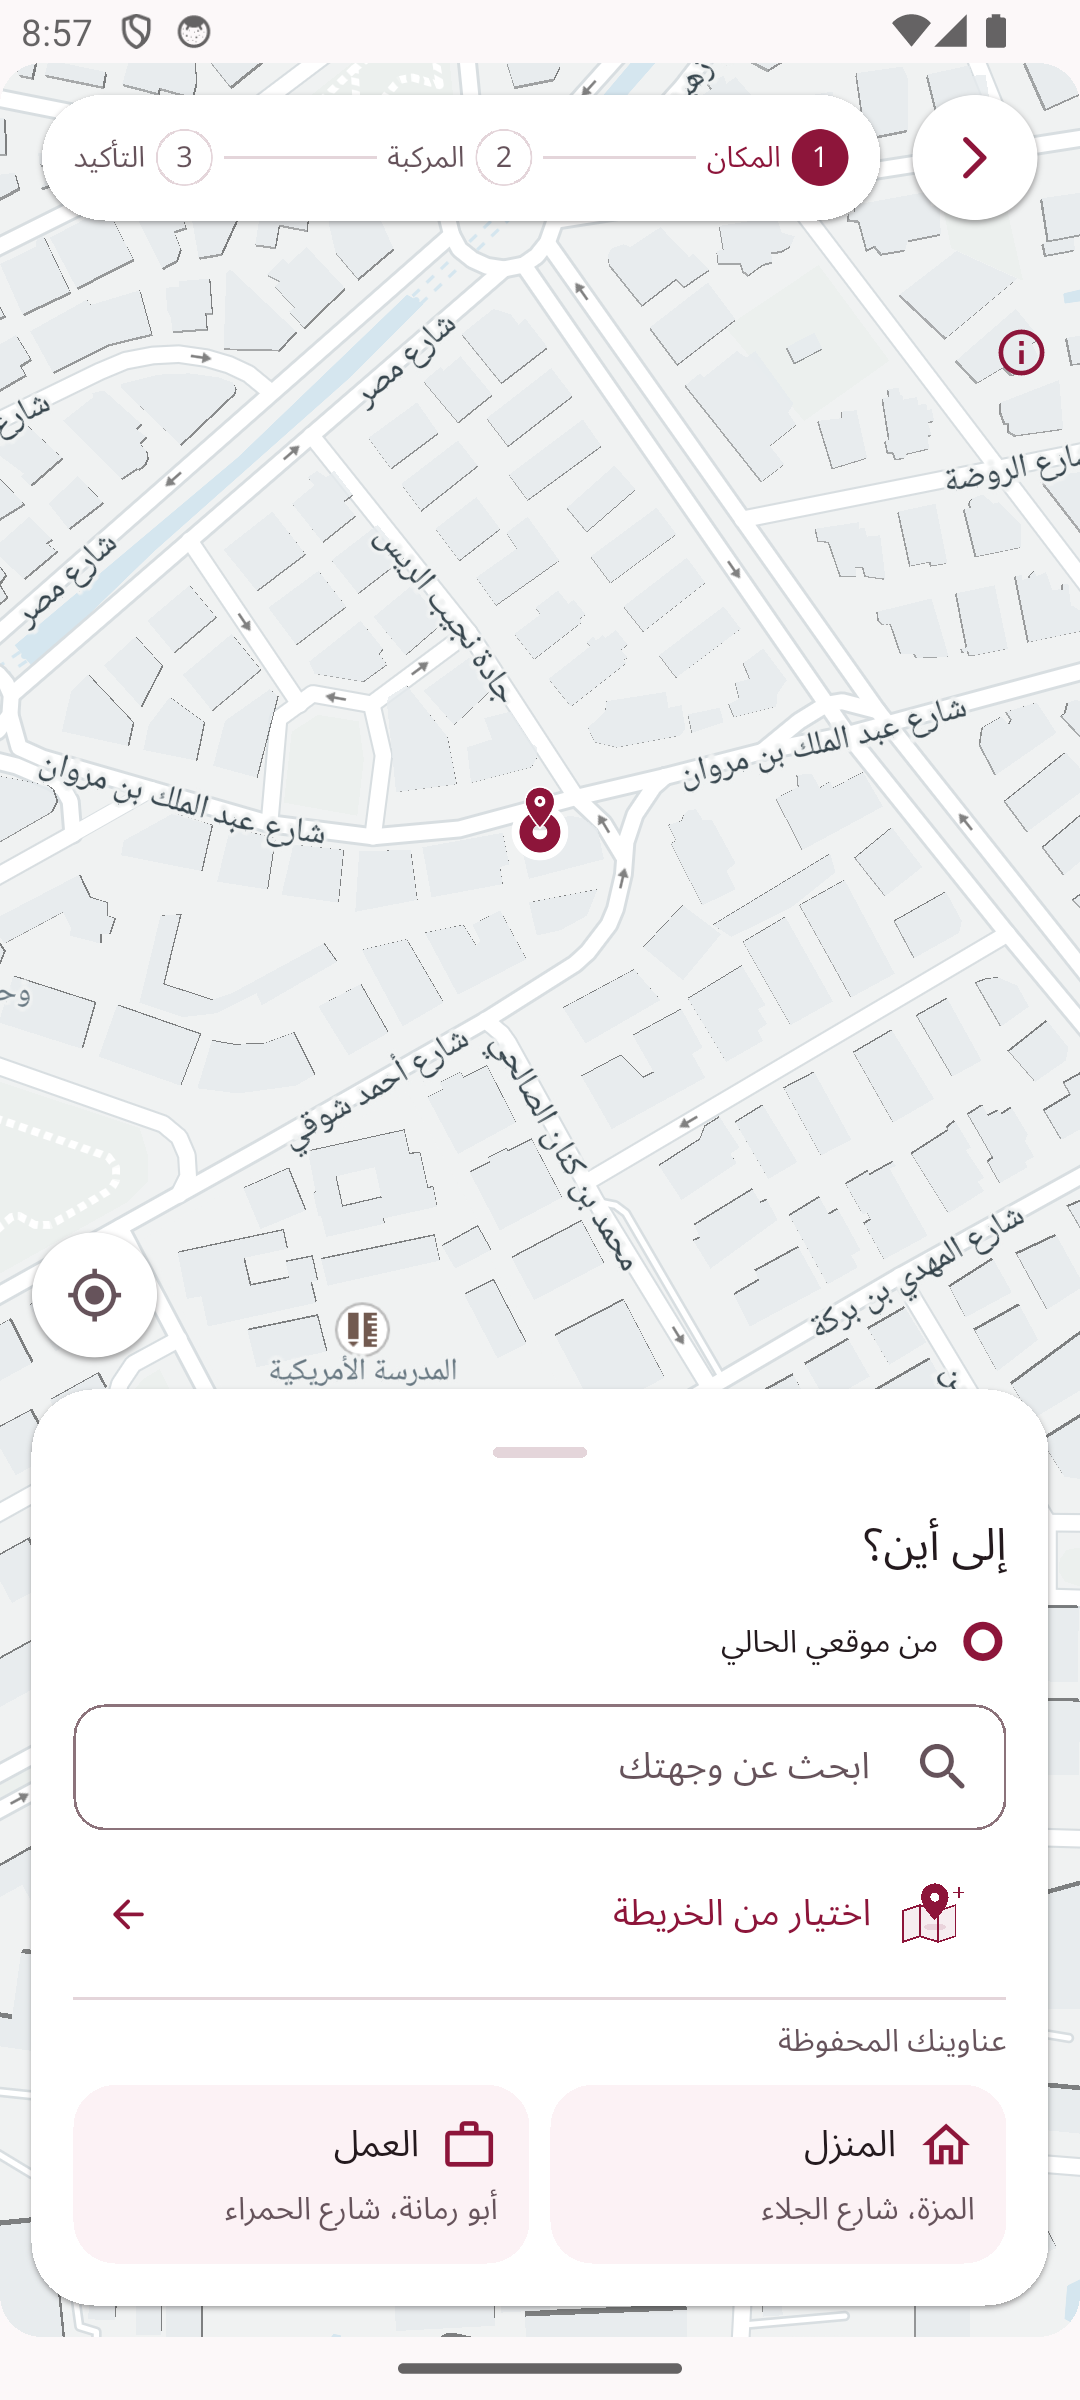 8:57
1 المكان
2 المركبة
3 التأكيد
شارع مصر
شارع
شارع الروضة
شارع مصر
جادة نجيب الريس
شارع عبد الملك بن مروان
شارع عبد الملك بن مروان
شارع أحمد شوقي
محمد بن كنان الصالحي
شارع المهدي بن بركة
المدرسة الأمريكية
إلى أين؟
من موقعي الحالي
ابحث عن وجهتك
اختيار من الخريطة
عناوينك المحفوظة
المنزل
المزة، شارع الجلاء
العمل
أبو رمانة، شارع الحمراء